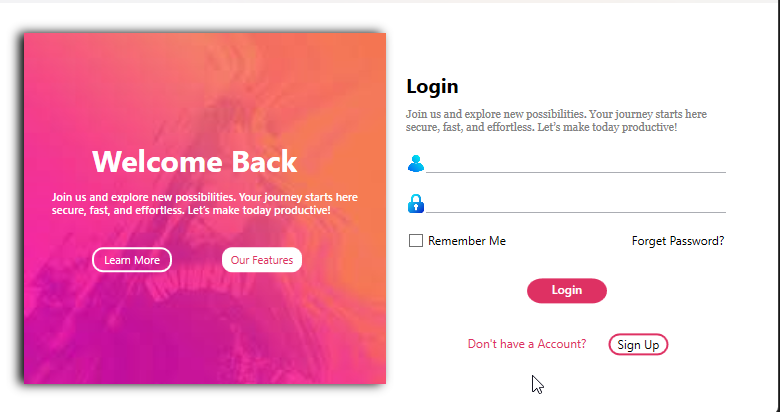 Welcome Back
Join us and explore new possibilities. Your journey starts here
secure, fast, and effortless. Let's make today productive!
Learn More
Our Features
Login
Join us and explore new possibilities. Your journey starts here
secure, fast, and effortless. Let's make today productive!
Remember Me
Forget Password?
Login
Don't have a Account?
Sign Up